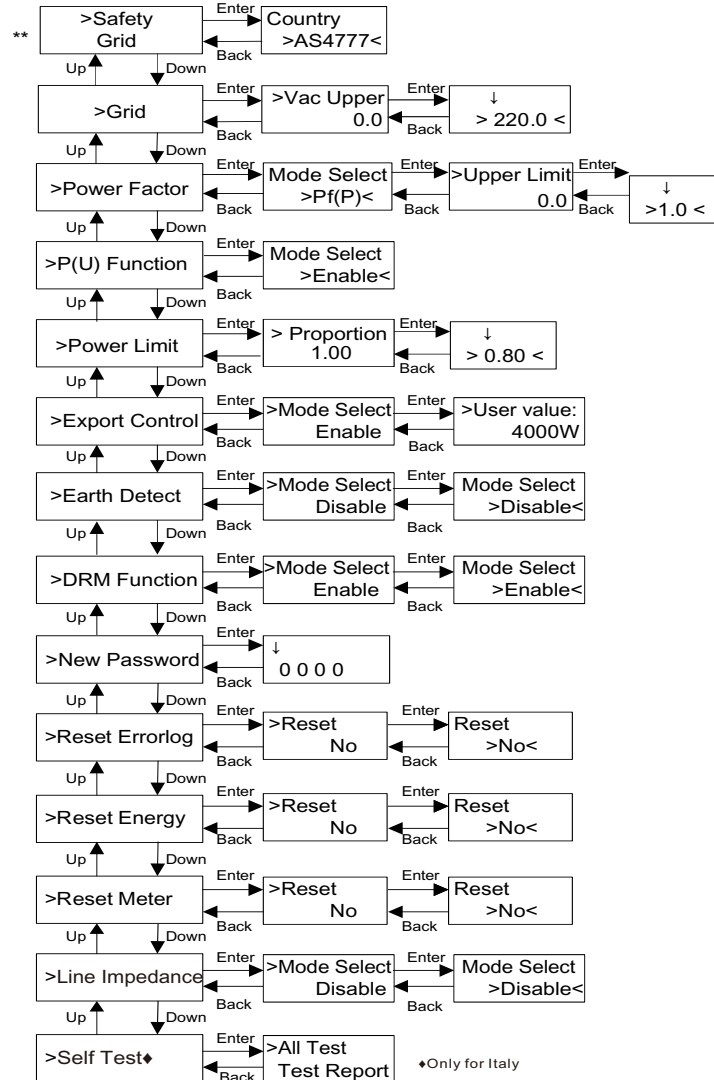 >Safety
Grid
Enter
Back
Country
>AS4777<
**
Up
Down
>Grid
Enter
Back
>Vac Upper
0.0
Enter
Back
↓
> 220.0 <
Up
Down
>Power Factor
Enter
Back
Mode Select
>Pf(P)<
Enter
Back
>Upper Limit
0.0
Enter
Back
↓
>1.0 <
Up
Down
>P(U) Function
Enter
Back
Mode Select
>Enable<
Up
Down
>Power Limit
Enter
Back
> Proportion
1.00
Enter
Back
↓
> 0.80 <
Up
Down
>Export Control
Enter
Back
>Mode Select
Enable
Enter
Back
>User value:
4000W
Up
Down
>Earth Detect
Enter
Back
>Mode Select
Disable
Enter
Back
Mode Select
>Disable<
Up
Down
>DRM Function
Enter
Back
>Mode Select
Enable
Enter
Back
Mode Select
>Enable<
Up
Down
>New Password
Enter
Back
↓
0 0 0 0
Up
Down
>Reset Errorlog
Enter
Back
>Reset
No
Enter
Back
Reset
>No<
Up
Down
>Reset Energy
Enter
Back
>Reset
No
Enter
Back
Reset
>No<
Up
Down
>Reset Meter
Enter
Back
>Reset
No
Enter
Back
Reset
>No<
Up
Down
>Line Impedance
Enter
Back
>Mode Select
Disable
Enter
Back
Mode Select
>Disable<
Up
Down
>Self Test♦
Enter
Back
>All Test
Test Report
♦Only for Italy